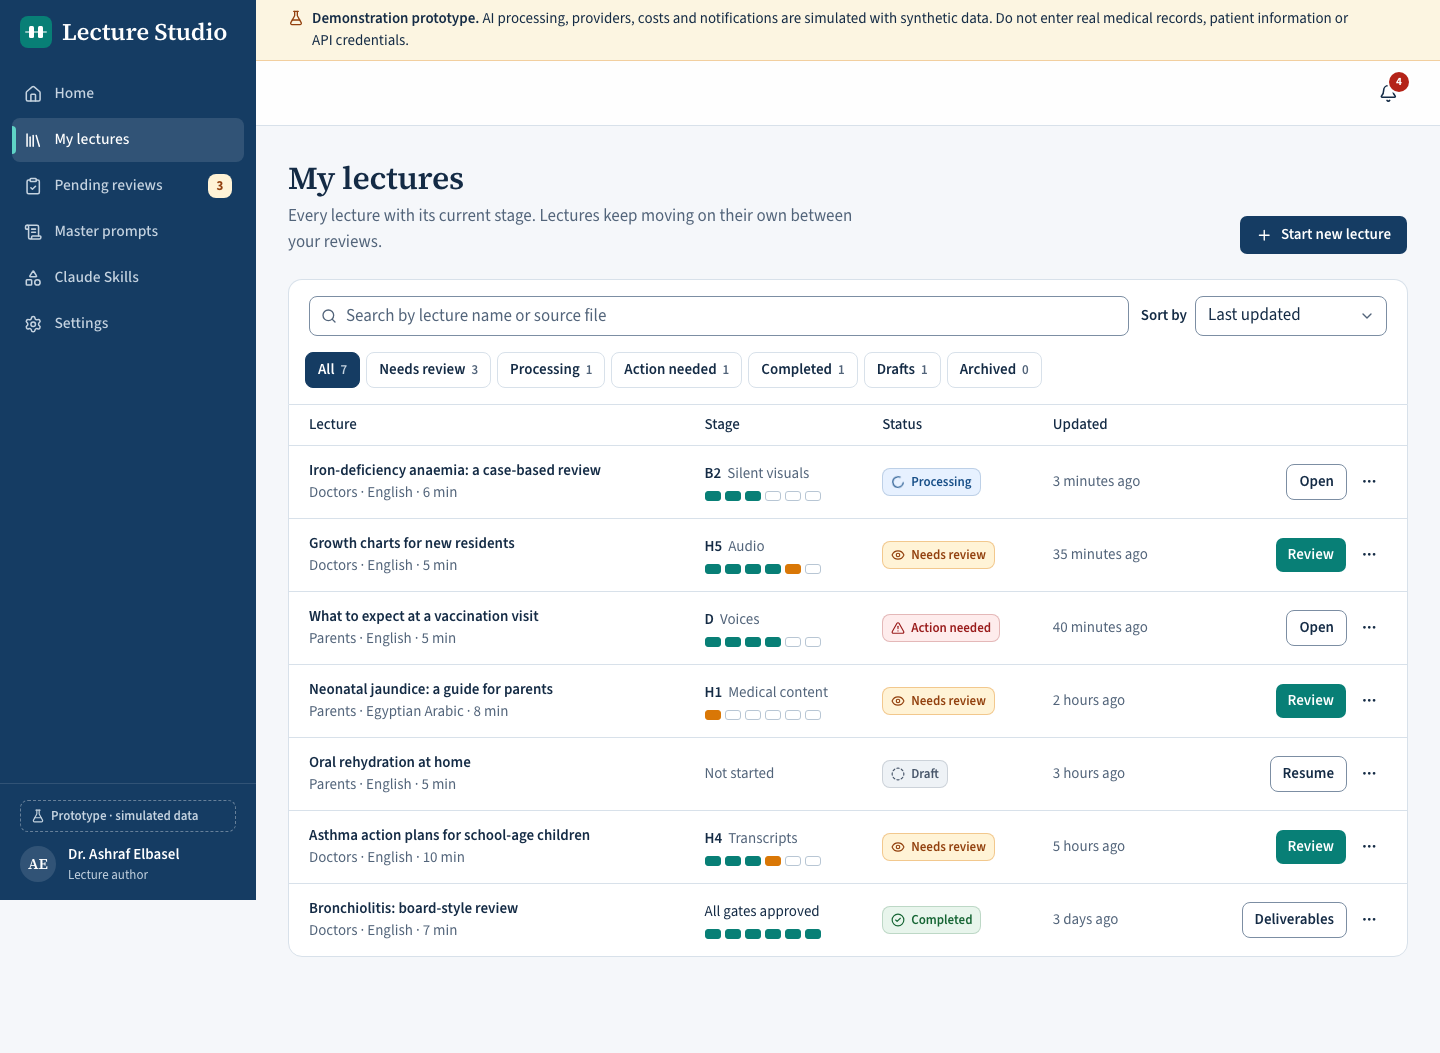 Lecture Studio
Home
My lectures
Pending reviews 3
Master prompts
Claude Skills
Settings
Prototype · simulated data
AE
Dr. Ashraf Elbasel
Lecture author
Demonstration prototype. AI processing, providers, costs and notifications are simulated with synthetic data. Do not enter real medical records, patient information or
API credentials.
4
My lectures
Every lecture with its current stage. Lectures keep moving on their own between
your reviews.
Start new lecture
Search by lecture name or source file
Sort by Last updated
All 7 Needs review 3 Processing 1 Action needed 1 Completed 1 Drafts 1 Archived 0
Lecture Stage Status Updated
Iron-deficiency anaemia: a case-based review
Doctors · English · 6 min
B2 Silent visuals
Processing
3 minutes ago
Open
Growth charts for new residents
Doctors · English · 5 min
H5 Audio
Needs review
35 minutes ago
Review
What to expect at a vaccination visit
Parents · English · 5 min
D Voices
Action needed
40 minutes ago
Open
Neonatal jaundice: a guide for parents
Parents · Egyptian Arabic · 8 min
H1 Medical content
Needs review
2 hours ago
Review
Oral rehydration at home
Parents · English · 5 min
Not started
Draft
3 hours ago
Resume
Asthma action plans for school-age children
Doctors · English · 10 min
H4 Transcripts
Needs review
5 hours ago
Review
Bronchiolitis: board-style review
Doctors · English · 7 min
All gates approved
Completed
3 days ago
Deliverables